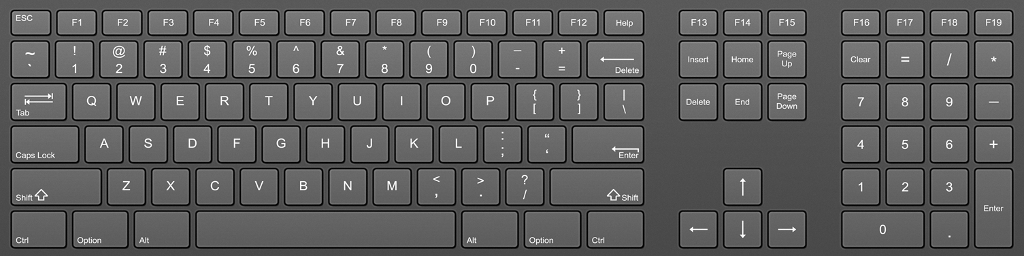 ESC F1 F2 F3 F4 F5 F6 F7 F8 F9 F10 F11 F12 Help F13 F14 F15 F16 F17 F18 F19
~ ! @ # $ % ^ & * ( ) — +
` 1 2 3 4 5 6 7 8 9 0 - = Delete Insert Home Page Up Clear = / *
Tab Q W E R T Y U I O P { [ } ] | \ Delete End Page Down 7 8 9 —
Caps Lock A S D F G H J K L : ; “ ‘ Enter 4 5 6 +
Shift Z X C V B N M < , > . ? / Shift ↑ 1 2 3 Enter
Ctrl Option Alt Alt Option Ctrl ← ↓ → 0 .